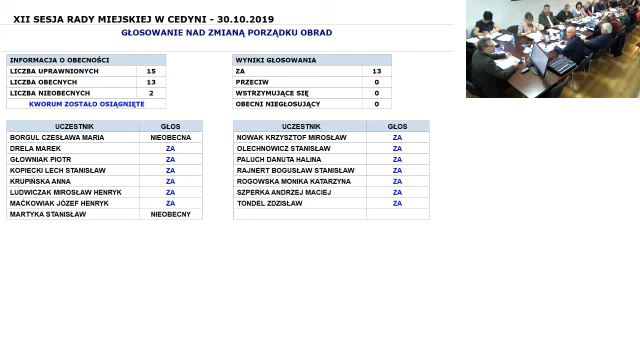 XII SESJA RADY MIEJSKIEJ W CEDYNI - 30.10.2019
GŁOSOWANIE NAD ZMIANĄ PORZĄDKU OBRAD
INFORMACJA O OBECNOŚCI
LICZBA UPRAWNIONYCH 15
LICZBA OBECNYCH 13
LICZBA NIEOBECNYCH 2
KWORUM ZOSTAŁO OSIĄGNIĘTE
WYNIKI GŁOSOWANIA
ZA 13
PRZECIW 0
WSTRZYMUJĄCE SIĘ 0
OBECNI NIEGŁOSUJĄCY 0
UCZESTNIK GŁOS
BORGUL CZESŁAWA MARIA NIEOBECNA
DRELA MAREK ZA
GŁOWNIAK PIOTR ZA
KOPIECKI LECH STANISŁAW ZA
KRUPIŃSKA ANNA ZA
LUDWICZAK MIROSŁAW HENRYK ZA
MAĆKOWIAK JÓZEF HENRYK ZA
MARTYKA STANISŁAW NIEOBECNY
UCZESTNIK GŁOS
NOWAK KRZYSZTOF MIROSŁAW ZA
OLECHNOWICZ STANISŁAW ZA
PALUCH DANUTA HALINA ZA
RAJNERT BOGUSŁAW STANISŁAW ZA
ROGOWSKA MONIKA KATARZYNA ZA
SZPERKA ANDRZEJ MACIEJ ZA
TONDEL ZDZISŁAW ZA